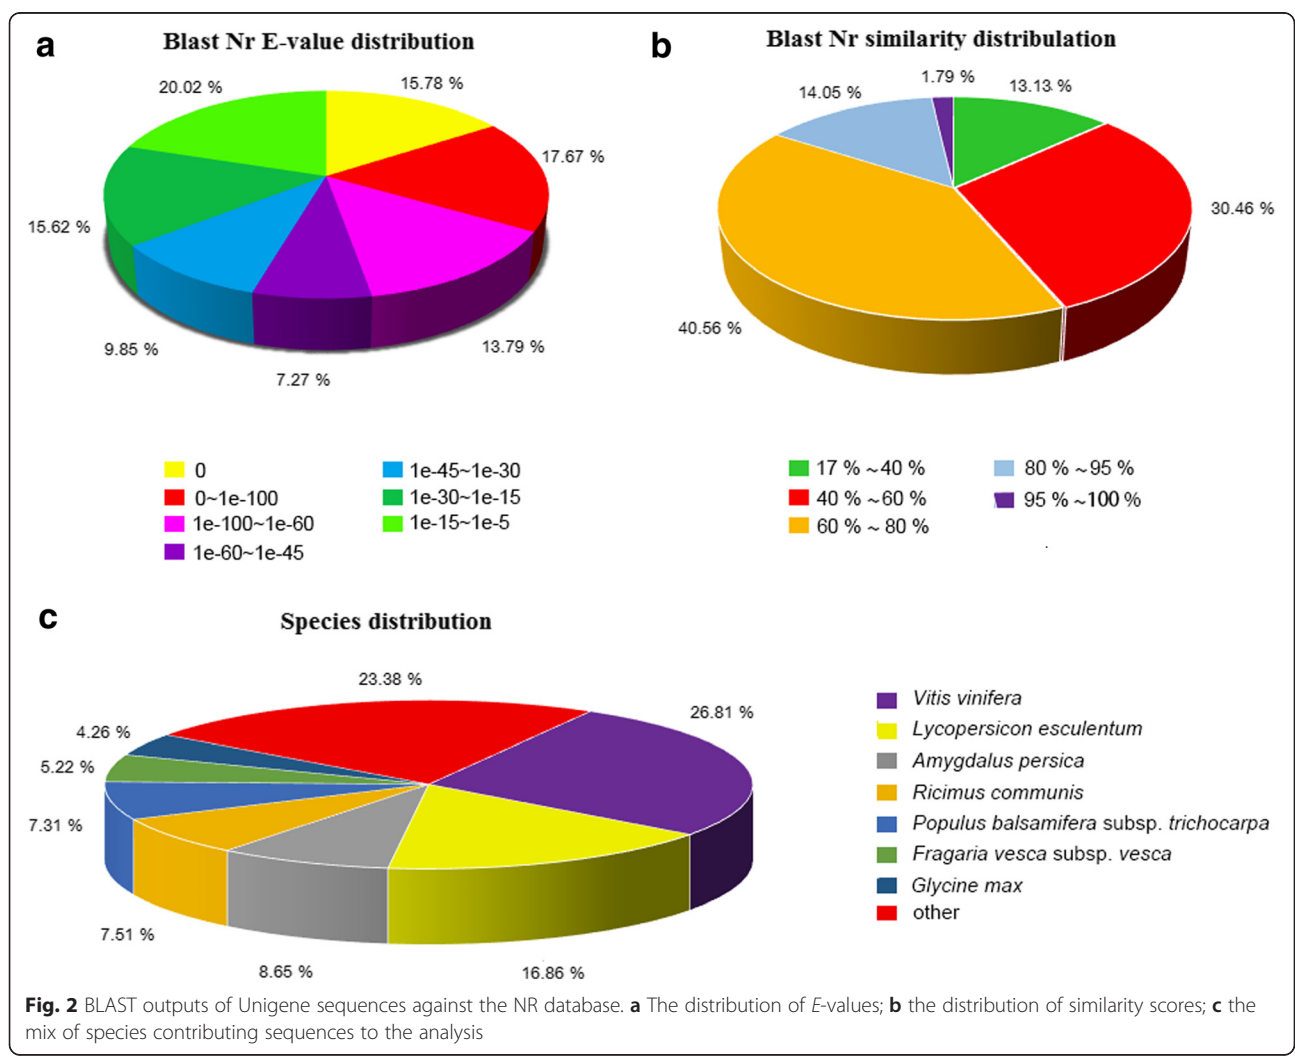 a
Blast Nr E-value distribution
20.02 %
15.78 %
17.67 %
15.62 %
9.85 %
7.27 %
13.79 %
0
0~1e-100
1e-100~1e-60
1e-60~1e-45
1e-45~1e-30
1e-30~1e-15
1e-15~1e-5
b
Blast Nr similarity distribulation
14.05 %
1.79 %
13.13 %
30.46 %
40.56 %
17 % ~40 %
40 % ~60 %
60 % ~ 80 %
80 % ~95 %
95 % ~100 %
c
Species distribution
23.38 %
26.81 %
4.26 %
5.22 %
7.31 %
7.51 %
8.65 %
16.86 %
Vitis vinifera
Lycopersicon esculentum
Amygdalus persica
Ricimus communis
Populus balsamifera subsp. trichocarpa
Fragaria vesca subsp. vesca
Glycine max
other
Fig. 2 BLAST outputs of Unigene sequences against the NR database. a The distribution of E-values; b the distribution of similarity scores; c the
mix of species contributing sequences to the analysis